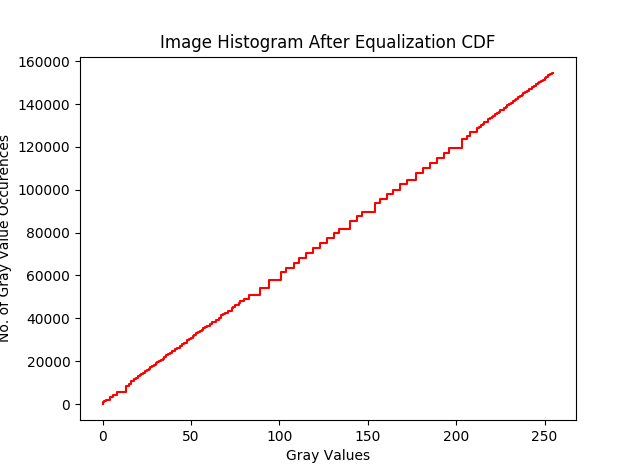 Image Histogram After Equalization CDF
No. of Gray Value Occurences
160000
140000
120000
100000
80000
60000
40000
20000
0
0 50 100 150 200 250
Gray Values